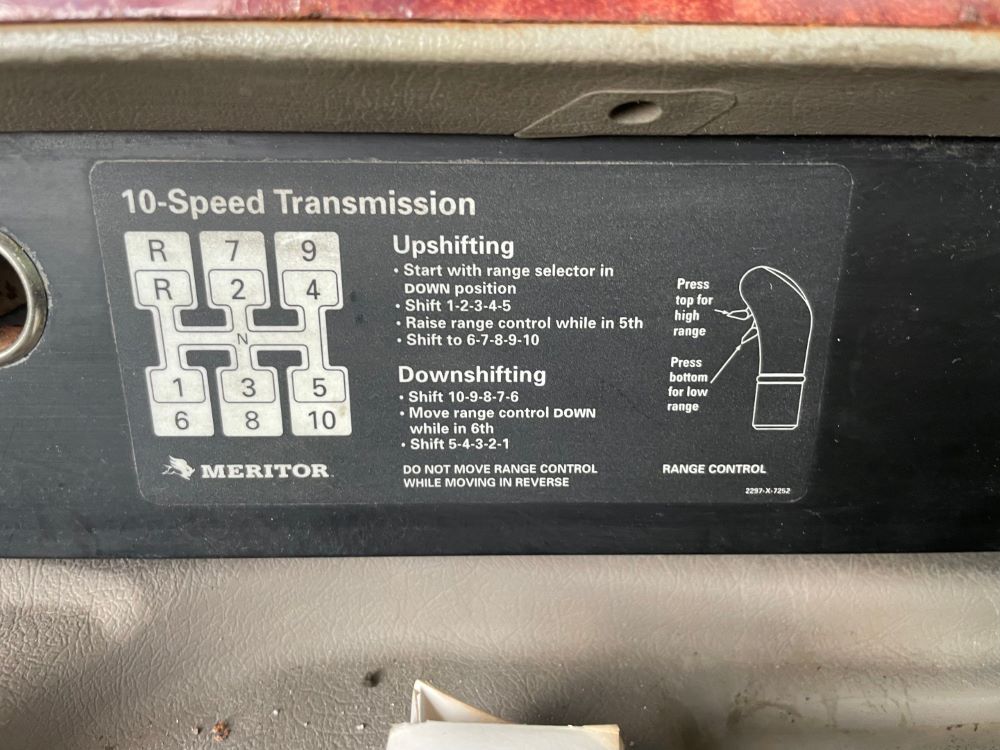 10-Speed Transmission
R 7 9
R 2 4
N
1 3 5
6 8 10
MERITOR
Upshifting
• Start with range selector in
DOWN position
• Shift 1-2-3-4-5
• Raise range control while in 5th
• Shift to 6-7-8-9-10
Downshifting
• Shift 10-9-8-7-6
• Move range control DOWN
while in 6th
• Shift 5-4-3-2-1
DO NOT MOVE RANGE CONTROL
WHILE MOVING IN REVERSE
Press
top for
high
range
Press
bottom
for low
range
RANGE CONTROL
2297-X-7252